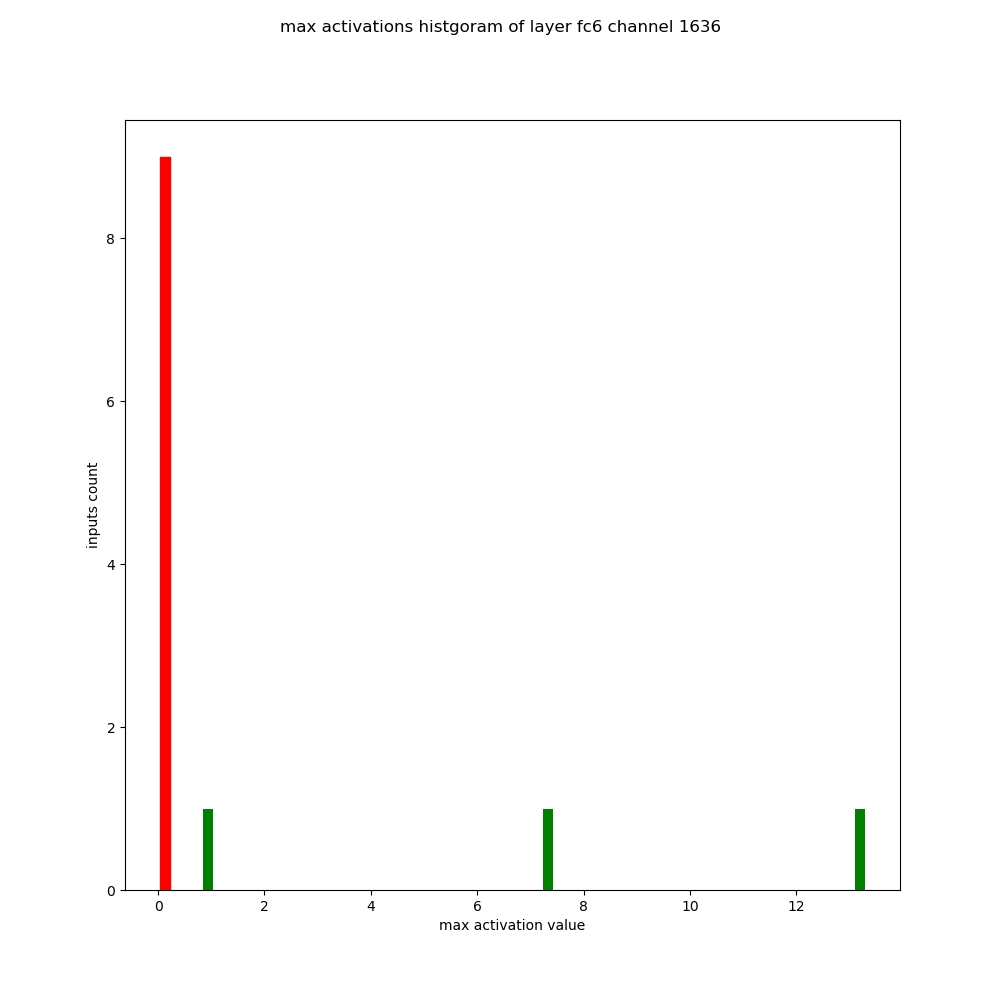 max activations histgoram of layer fc6 channel 1636
8
6
4
2
0
inputs count
0 2 4 6 8 10 12
max activation value